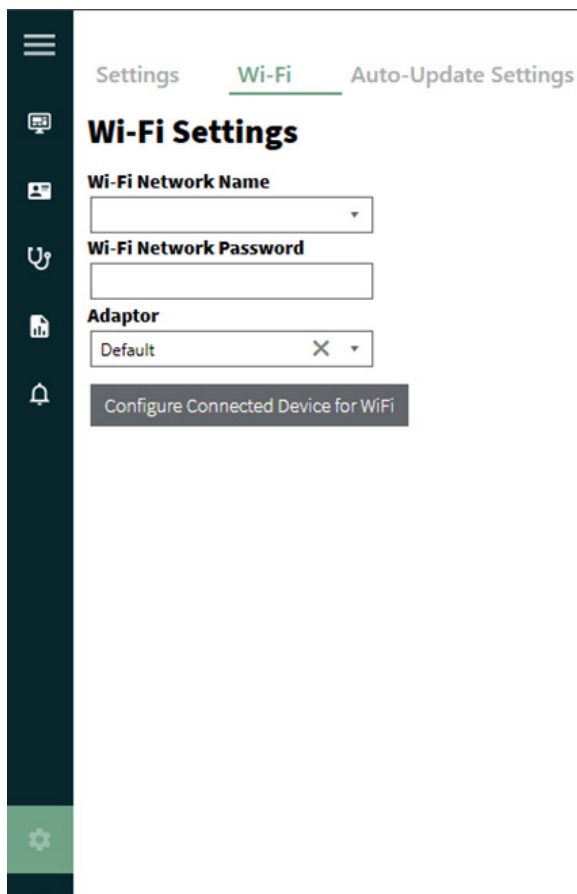 Settings Wi-Fi Auto-Update Settings
Wi-Fi Settings
Wi-Fi Network Name
Wi-Fi Network Password
Adaptor
Default
Configure Connected Device for WiFi